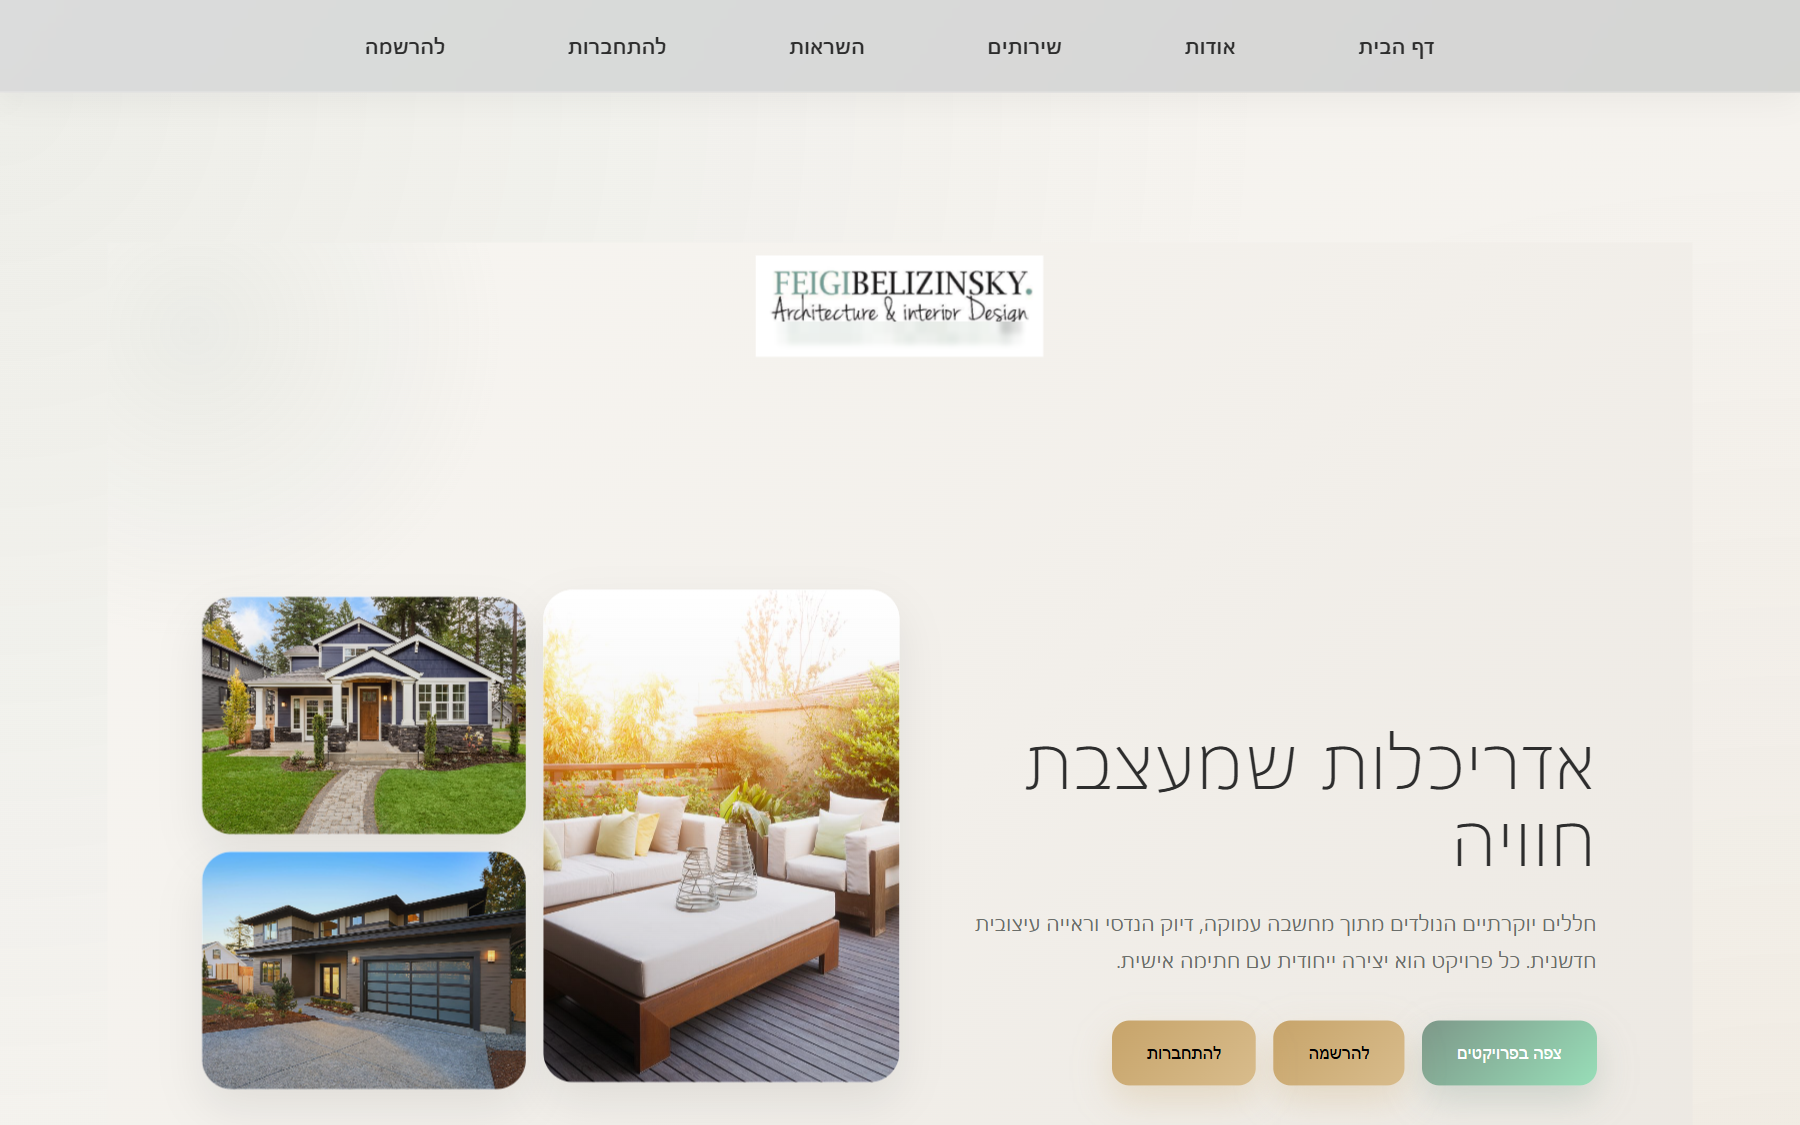 דף הבית
אודות
שירותים
השראות
להתחברות
להרשמה
FEIGIBELIZINSKY.
Architecture & interior Design
אדריכלות שמעצבת
חוויה
חללים יוקרתיים הנולדים מתוך מחשבה עמוקה, דיוק הנדסי וראייה עיצובית
חדשנית. כל פרויקט הוא יצירה ייחודית עם חתימה אישית.
צפה בפרויקטים
להרשמה
להתחברות